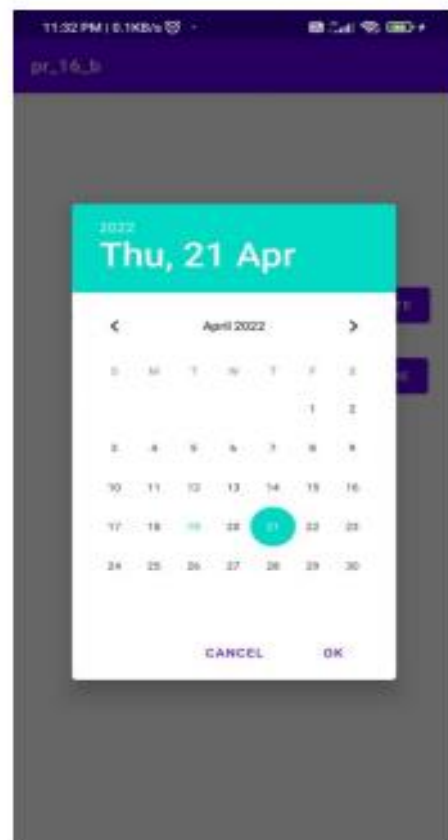 11:32 PM | 0.1KB/s
pr_16_b
2022
Thu, 21 Apr
April 2022
S M T W T F S
1 2
3 4 5 6 7 8 9
10 11 12 13 14 15 16
17 18 19 20 21 22 23
24 25 26 27 28 29 30
CANCEL OK